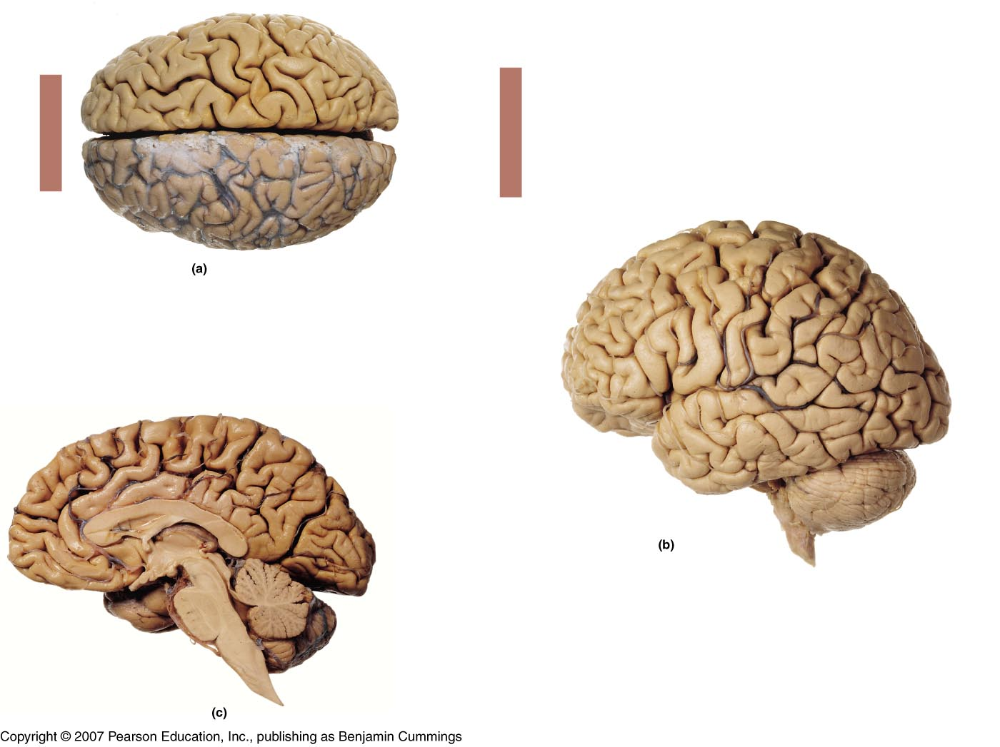 (a)
(b)
(c)
Copyright © 2007 Pearson Education, Inc., publishing as Benjamin Cummings